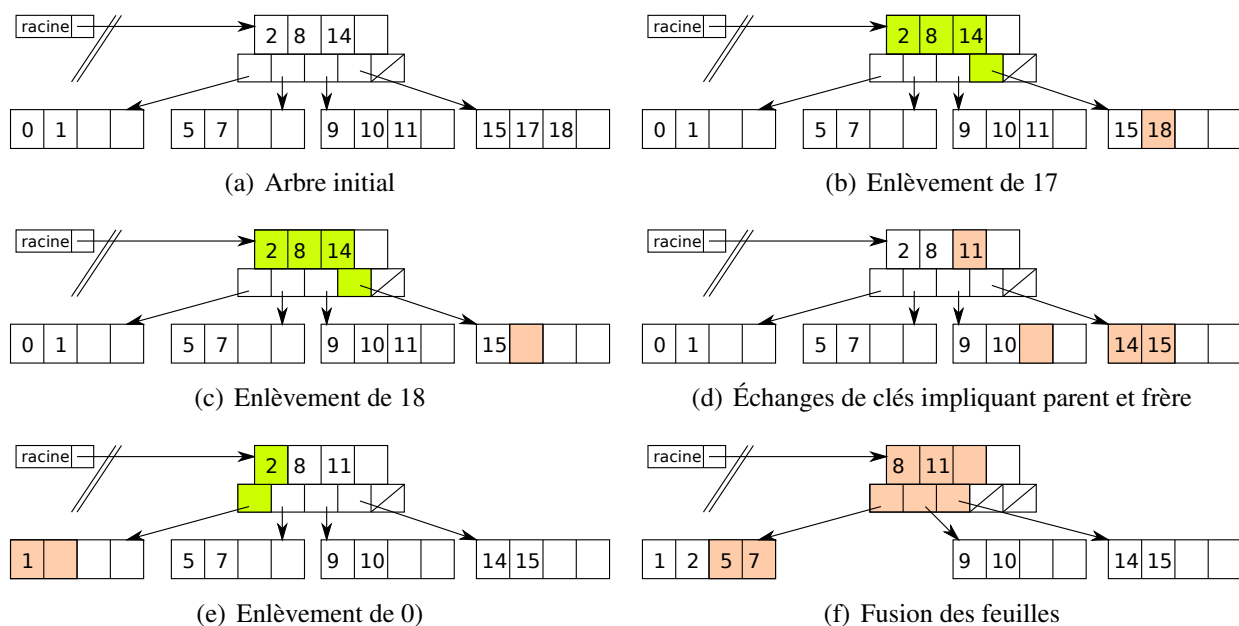 racine 2 8 14
0 1 5 7 9 10 11 15 17 18
(a) Arbre initial
racine 2 8 14
0 1 5 7 9 10 11 15 18
(b) Enlèvement de 17
racine 2 8 14
0 1 5 7 9 10 11 15
(c) Enlèvement de 18
racine 2 8 11
0 1 5 7 9 10 14 15
(d) Échanges de clés impliquant parent et frère
racine 2 8 11
1 5 7 9 10 14 15
(e) Enlèvement de 0)
racine 8 11
1 2 5 7 9 10 14 15
(f) Fusion des feuilles